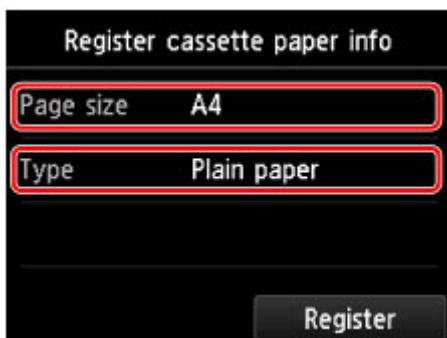 Register cassette paper info
Page size A4
Type Plain paper
Register